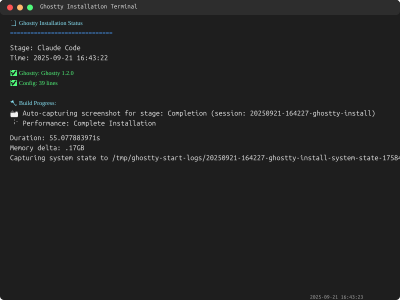 Ghostty Installation Terminal
Ghostty Installation Status
==============================
Stage: Claude Code
Time: 2025-09-21 16:43:22
✅ Ghostty: Ghostty 1.2.0
✅ Config: 39 lines
🔨 Build Progress:
📸 Auto-capturing screenshot for stage: Completion (session: 20250921-164227-ghostty-install)
Performance: Complete Installation
Duration: 55.077883971s
Memory delta: .17GB
Capturing system state to /tmp/ghostty-start-logs/20250921-164227-ghostty-install-system-state-1758
2025-09-21 16:43:23